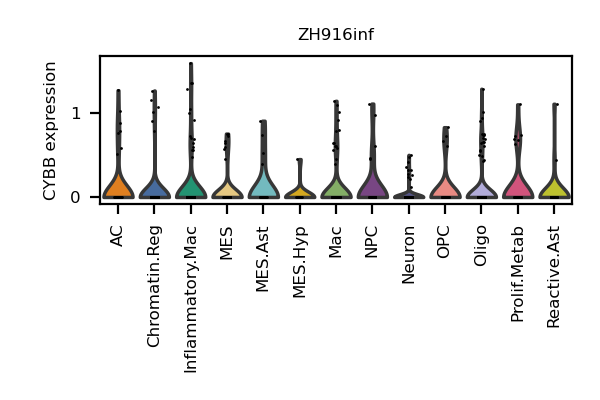 ZH916inf
CYBB expression
1
0
AC
Chromatin.Reg
Inflammatory.Mac
MES
MES.Ast
MES.Hyp
Mac
NPC
Neuron
OPC
Oligo
Prolif.Metab
Reactive.Ast